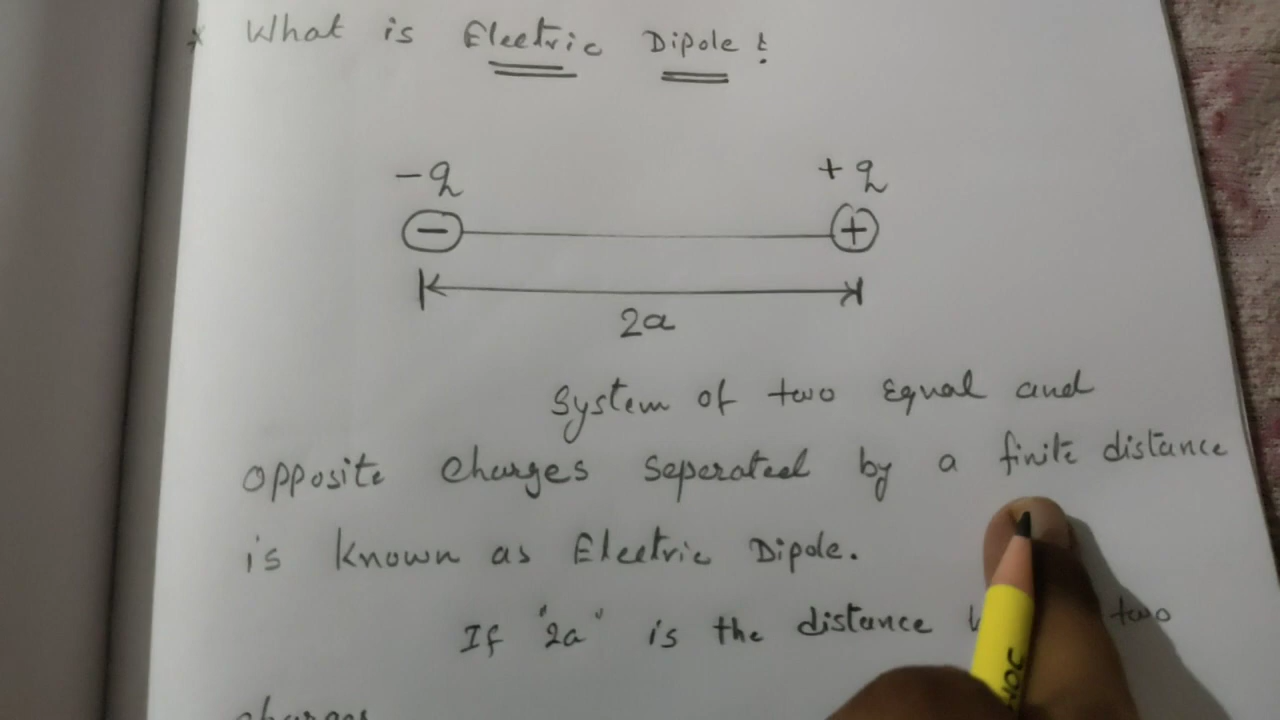 * What is Electric Dipole?
-q +q
− +
2a
System of two equal and
opposite charges seperated by a finite distance
is known as Electric Dipole.
If "2a" is the distance two
charges